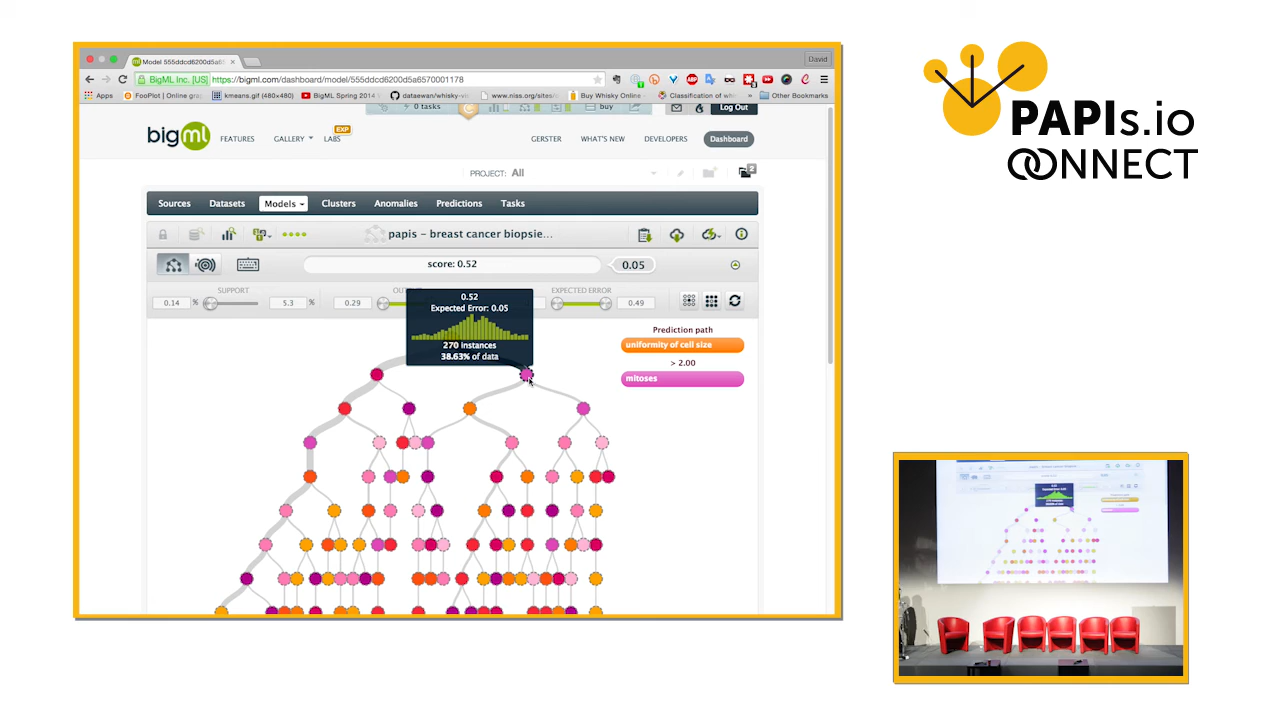 Model 555ddcd6200d5a6
David
BigML Inc. [US] https://bigml.com/dashboard/model/555ddcd6200d5a6570001178
Apps FooPlot | Online grap kmeans.gif (480×480) BigML Spring 2014 dataewan/whisky-v www.niss.org/sites Buy Whisky Online Classification of wh » Other Bookmarks
0 tasks buy Log Out
bigml FEATURES GALLERY LABS EXP GERSTER WHAT'S NEW DEVELOPERS Dashboard
PROJECT: All 2
Sources Datasets Models Clusters Anomalies Predictions Tasks
papis - breast cancer biopsie...
score: 0.52 0.05
SUPPORT EXPECTED ERROR
0.14 % 5.3 % 0.29 0.49
0.52
Expected Error: 0.05
270 instances
38.63% of data
Prediction path
uniformity of cell size
> 2.00
mitoses
PAPIs.io
CONNECT